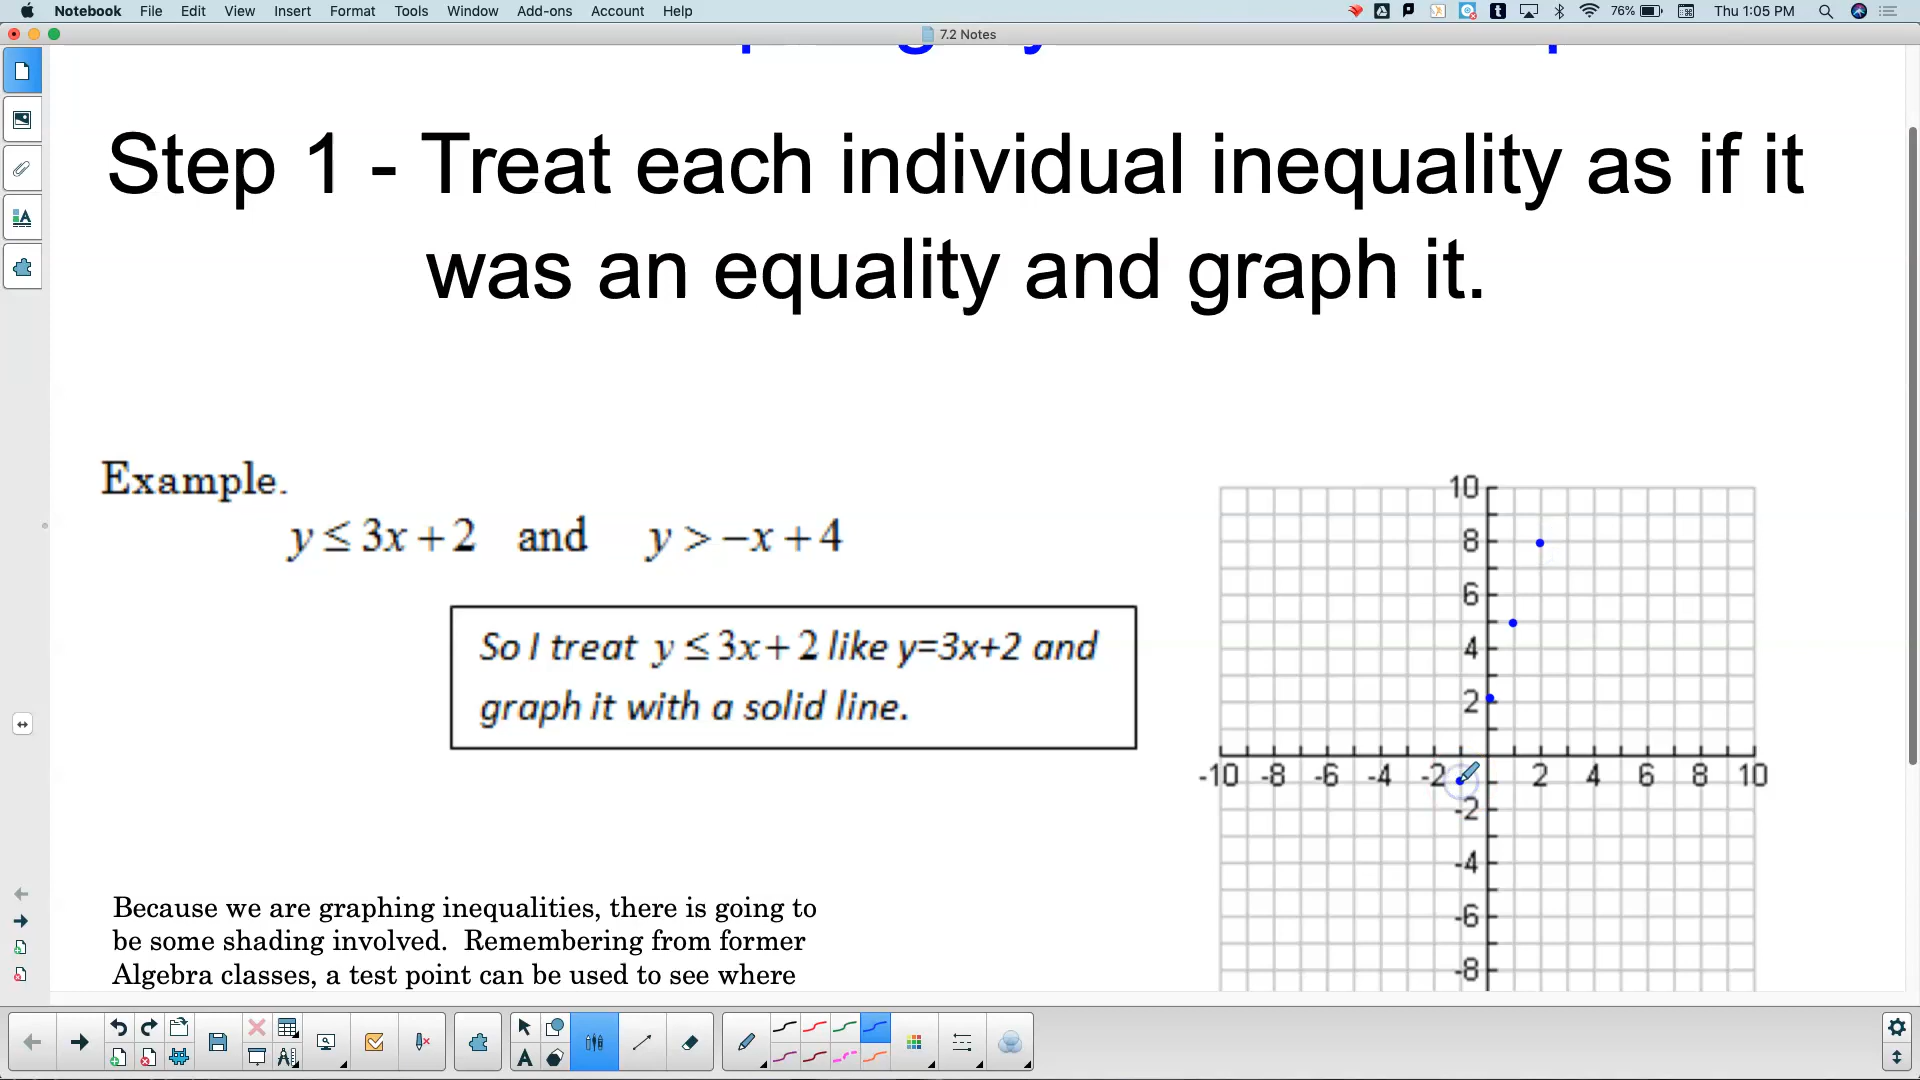 Notebook File Edit View Insert Format Tools Window Add-ons Account Help 76% Thu 1:05 PM
7.2 Notes
Step 1 - Treat each individual inequality as if it
was an equality and graph it.
Example.
y ≤ 3x + 2 and y > −x + 4
So I treat y ≤ 3x + 2 like y=3x+2 and
graph it with a solid line.
10
8
6
4
2
-10 -8 -6 -4 -2 2 4 6 8 10
-2
-4
-6
-8
Because we are graphing inequalities, there is going to
be some shading involved. Remembering from former
Algebra classes, a test point can be used to see where